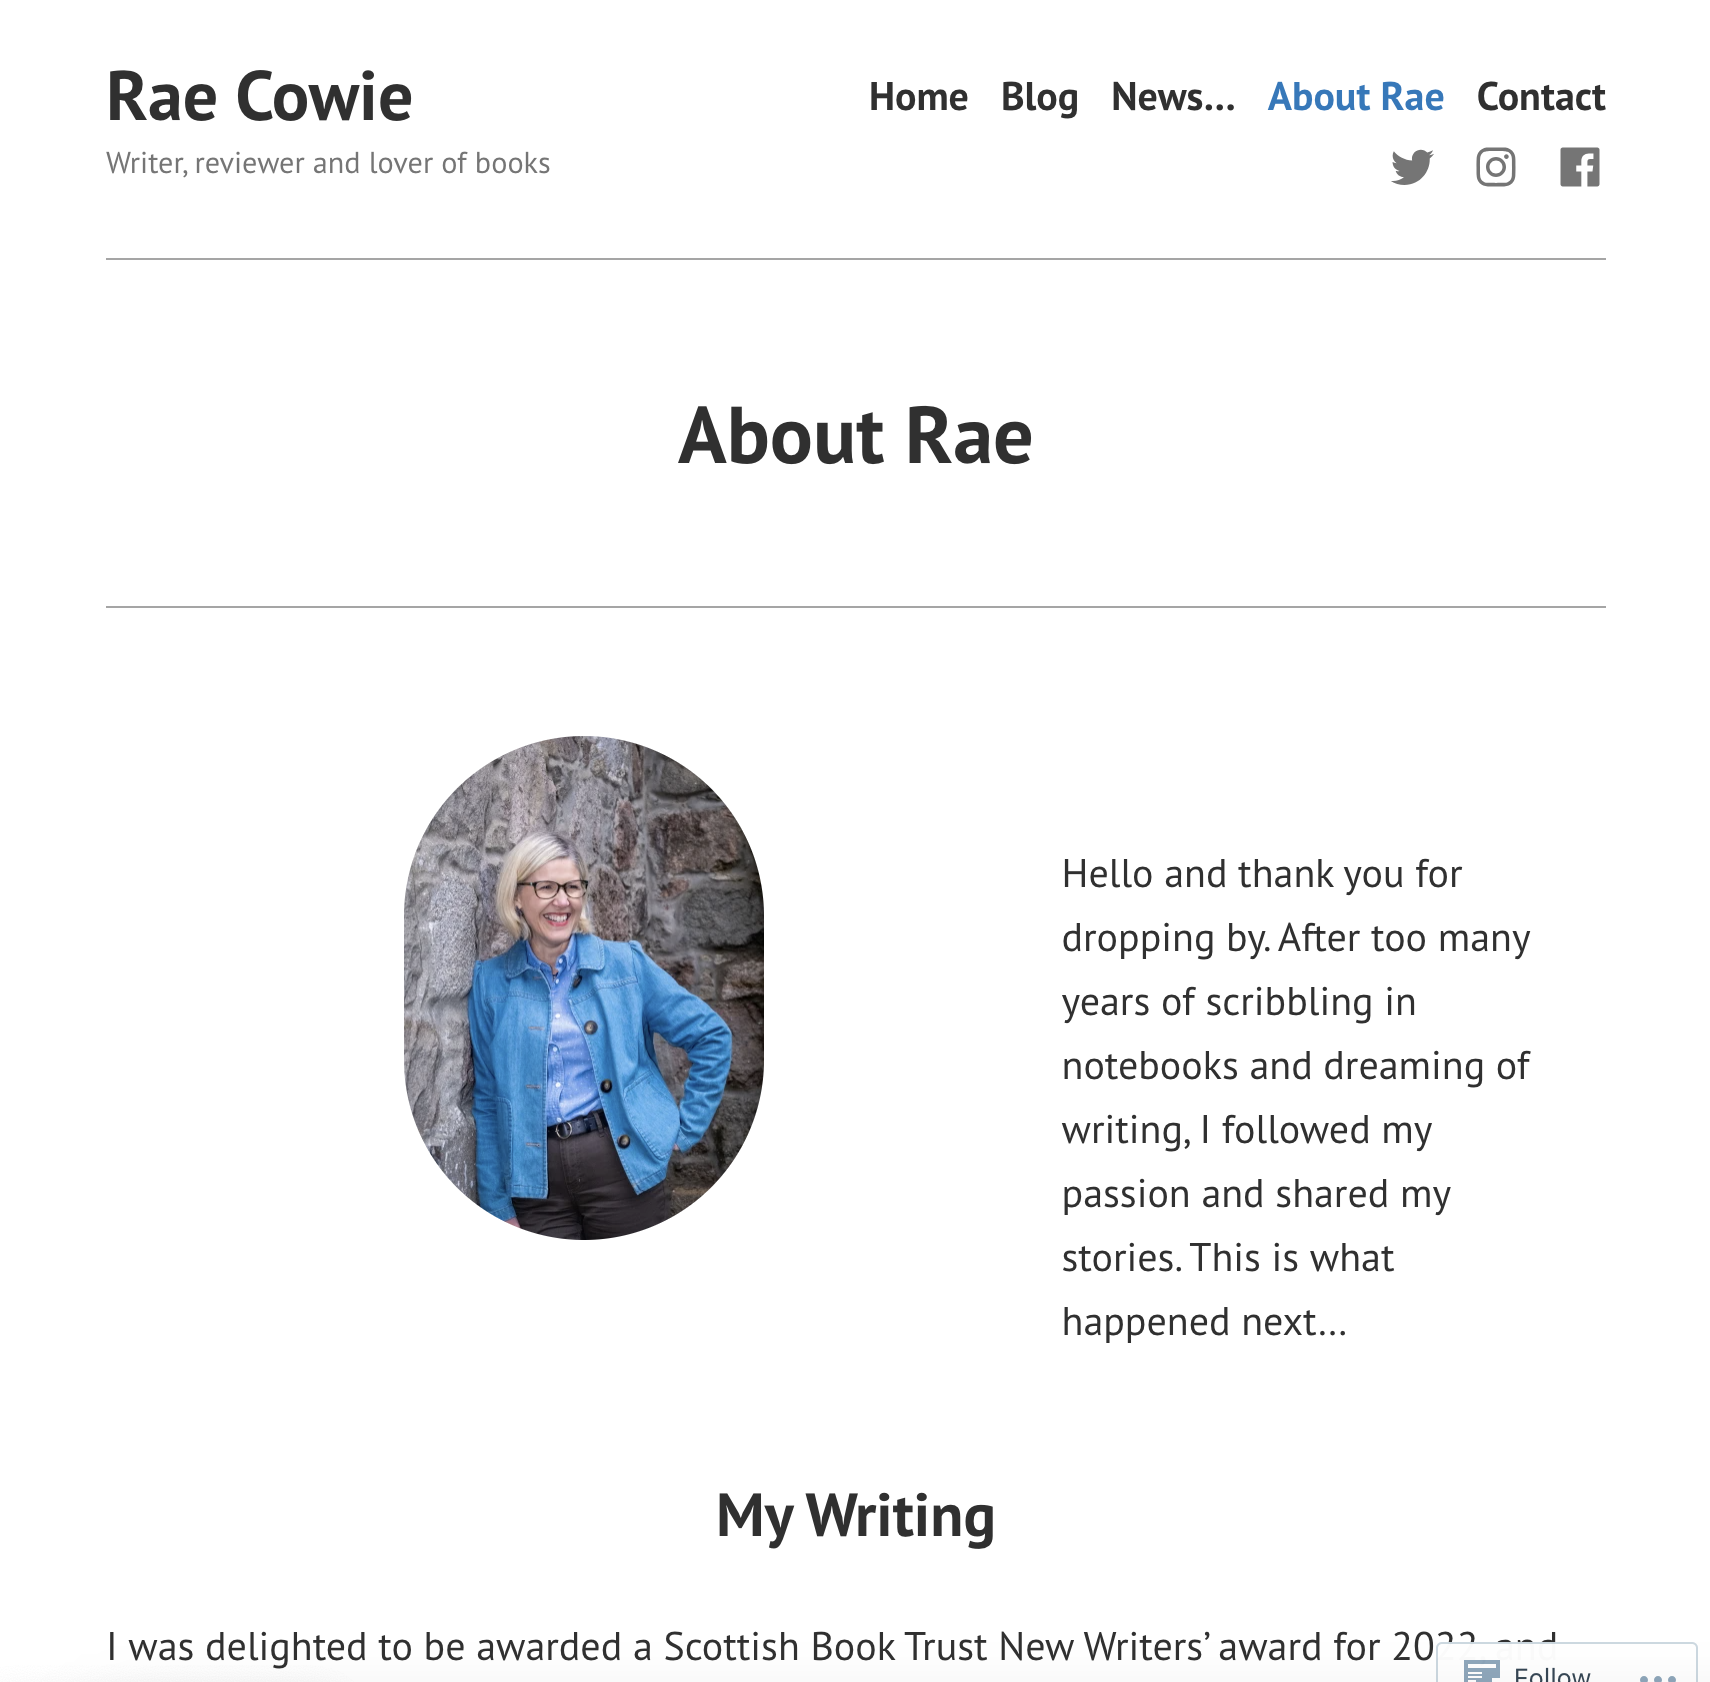 Rae Cowie
Writer, reviewer and lover of books
Home Blog News… About Rae Contact
About Rae
Hello and thank you for
dropping by. After too many
years of scribbling in
notebooks and dreaming of
writing, I followed my
passion and shared my
stories. This is what
happened next…
My Writing
I was delighted to be awarded a Scottish Book Trust New Writers’ award for and
Follow